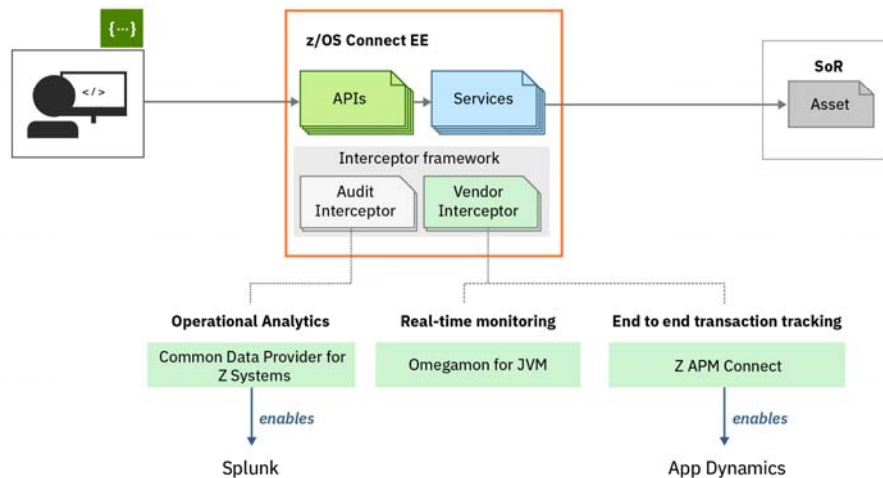 {...}
</>
z/OS Connect EE
APIs
Services
SoR
Asset
Interceptor framework
Audit
Interceptor
Vendor
Interceptor
Operational Analytics
Common Data Provider for
Z Systems
enables
Splunk
Real-time monitoring
Omegamon for JVM
End to end transaction tracking
Z APM Connect
enables
App Dynamics